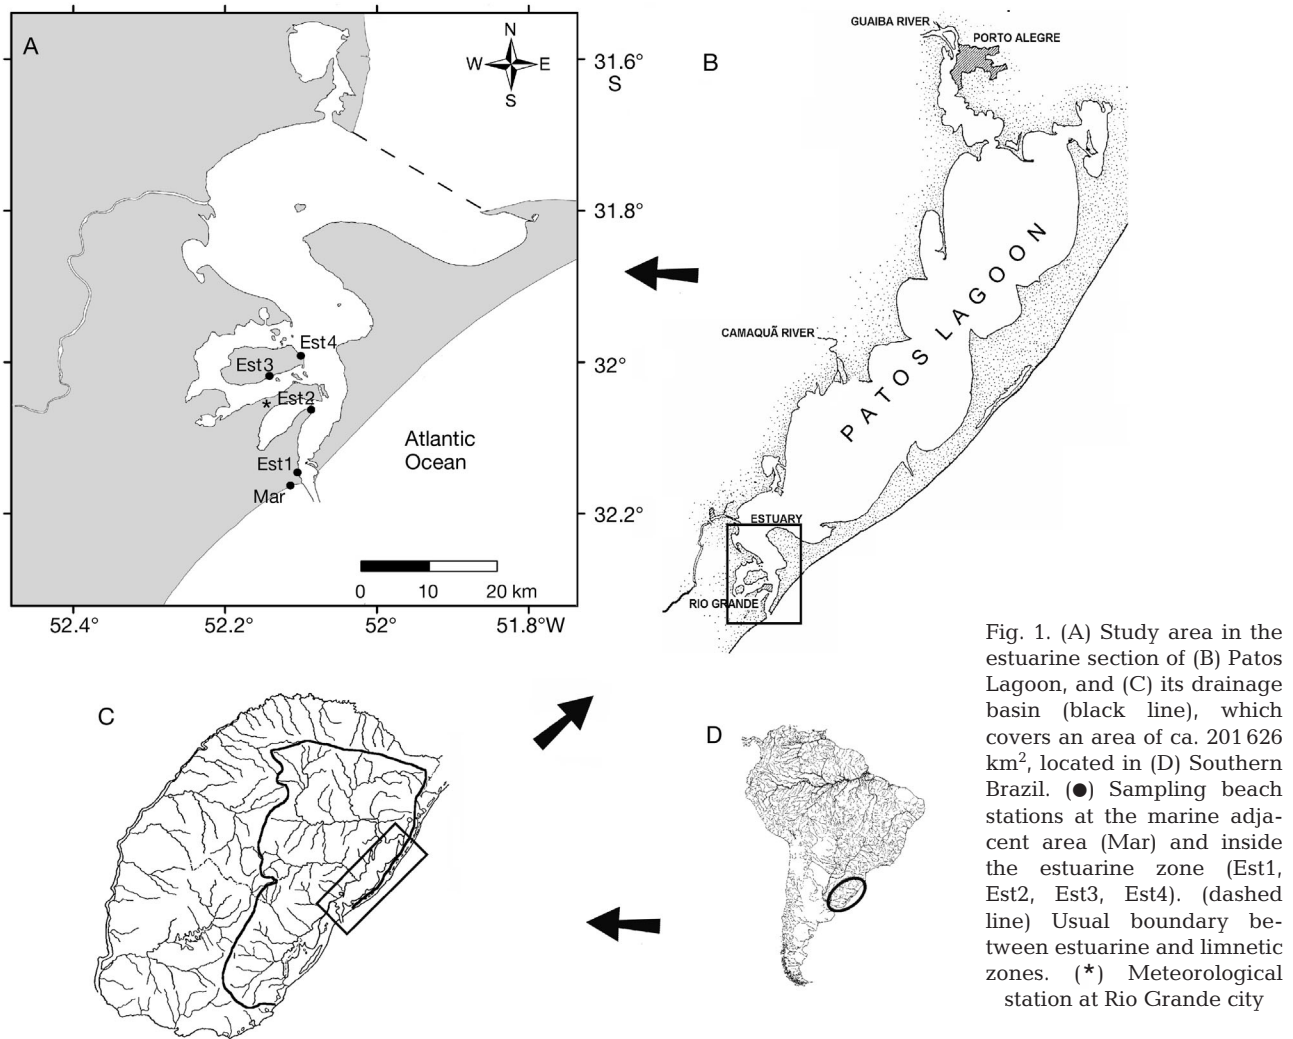 A
N
W E
S
31.6°
S
31.8°
32°
32.2°
Est4
Est3
*
Est2
Est1
Mar
Atlantic
Ocean
0 10 20 km
52.4° 52.2° 52° 51.8°W
B
GUAIBA RIVER
PORTO ALEGRE
PATOS LAGOON
CAMAQUÃ RIVER
ESTUARY
RIO GRANDE
C
D
Fig. 1. (A) Study area in the
estuarine section of (B) Patos
Lagoon, and (C) its drainage
basin (black line), which
covers an area of ca. 201 626
km², located in (D) Southern
Brazil. (●) Sampling beach
stations at the marine adja-
cent area (Mar) and inside
the estuarine zone (Est1,
Est2, Est3, Est4). (dashed
line) Usual boundary be-
tween estuarine and limnetic
zones. (*) Meteorological
station at Rio Grande city